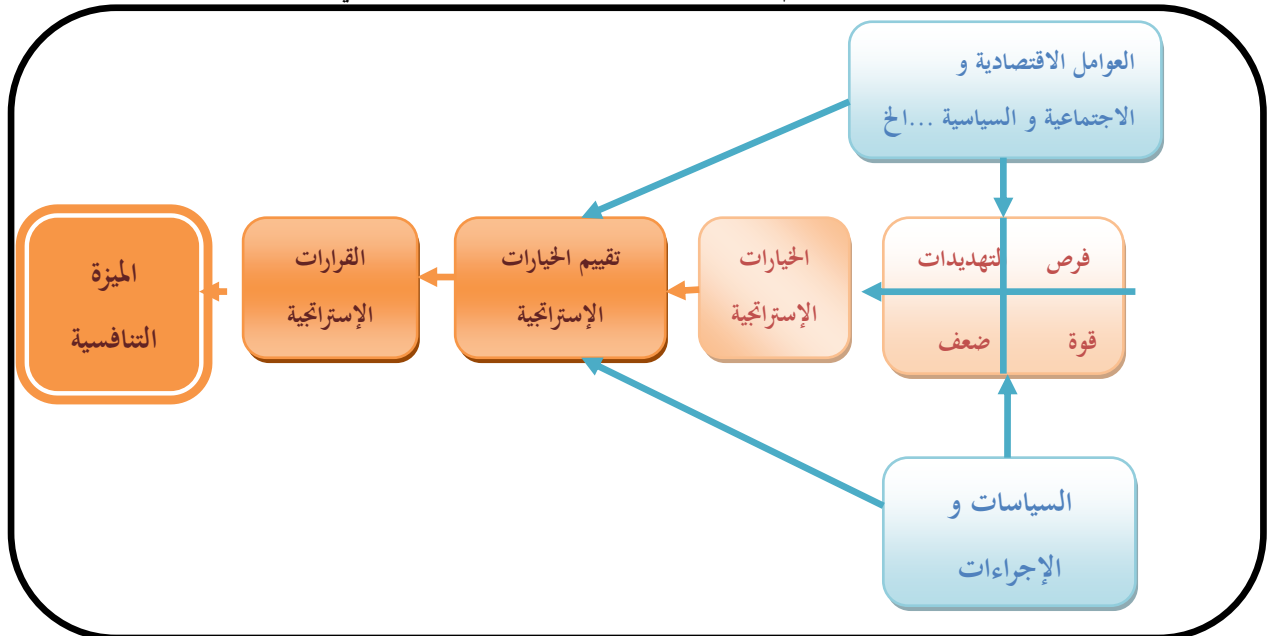 العوامل الاقتصادية و
الاجتماعية و السياسية ...الخ
فرص
لتهديدات
قوة
ضعف
الخيارات
الإستراتجية
تقييم الخيارات
الإستراتجية
القرارات
الإستراتجية
الميزة
التنافسية
السياسات و
الإجراءات